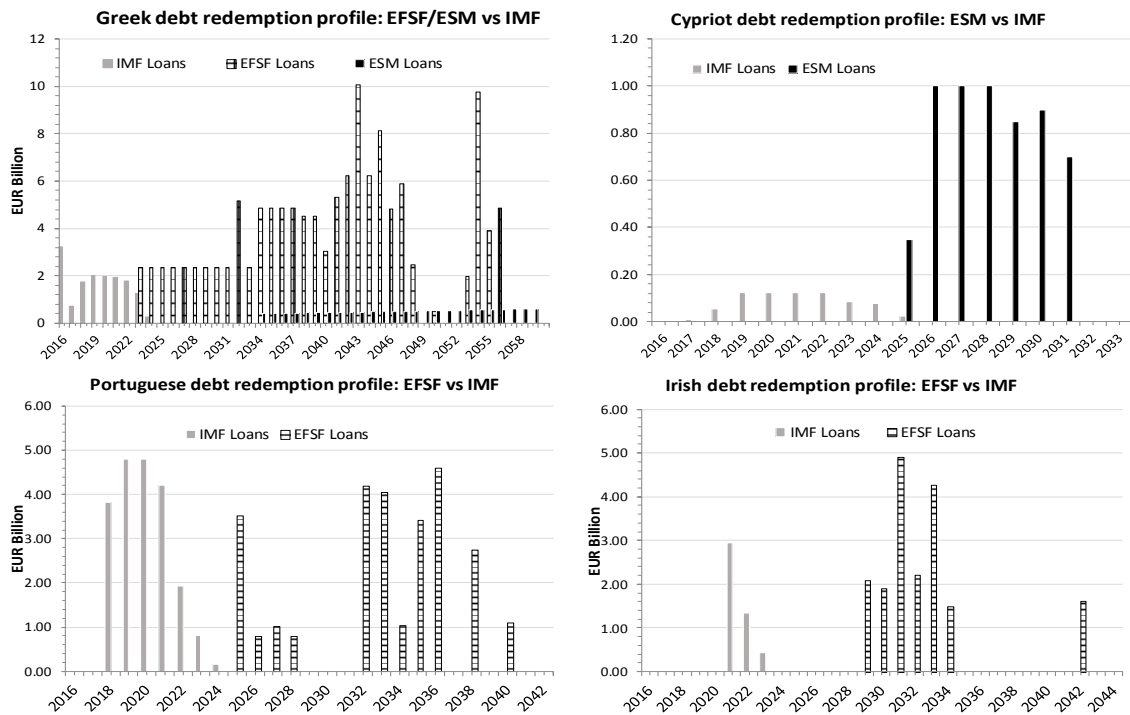 Greek debt redemption profile: EFSF/ESM vs IMF
IMF Loans EFSF Loans ESM Loans
EUR Billion
12
10
8
6
4
2
0
2016 2019 2022 2025 2028 2031 2034 2037 2040 2043 2046 2049 2052 2055 2058
Cypriot debt redemption profile: ESM vs IMF
IMF Loans ESM Loans
1.20
1.00
0.80
0.60
0.40
0.20
0.00
2016 2017 2018 2019 2020 2021 2022 2023 2024 2025 2026 2027 2028 2029 2030 2031 2032 2033
Portuguese debt redemption profile: EFSF vs IMF
IMF Loans EFSF Loans
EUR Billion
6.00
5.00
4.00
3.00
2.00
1.00
0.00
2016 2018 2020 2022 2024 2026 2028 2030 2032 2034 2036 2038 2040 2042
Irish debt redemption profile: EFSF vs IMF
IMF Loans EFSF Loans
EUR Billion
6.00
5.00
4.00
3.00
2.00
1.00
0.00
2016 2018 2020 2022 2024 2026 2028 2030 2032 2034 2036 2038 2040 2042 2044